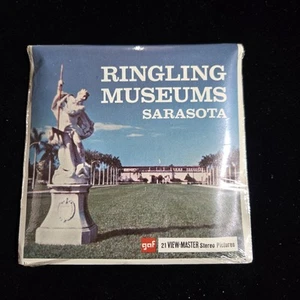 RINGLING
MUSEUMS
SARASOTA
gaf 21 VIEW-MASTER Stereo Pictures